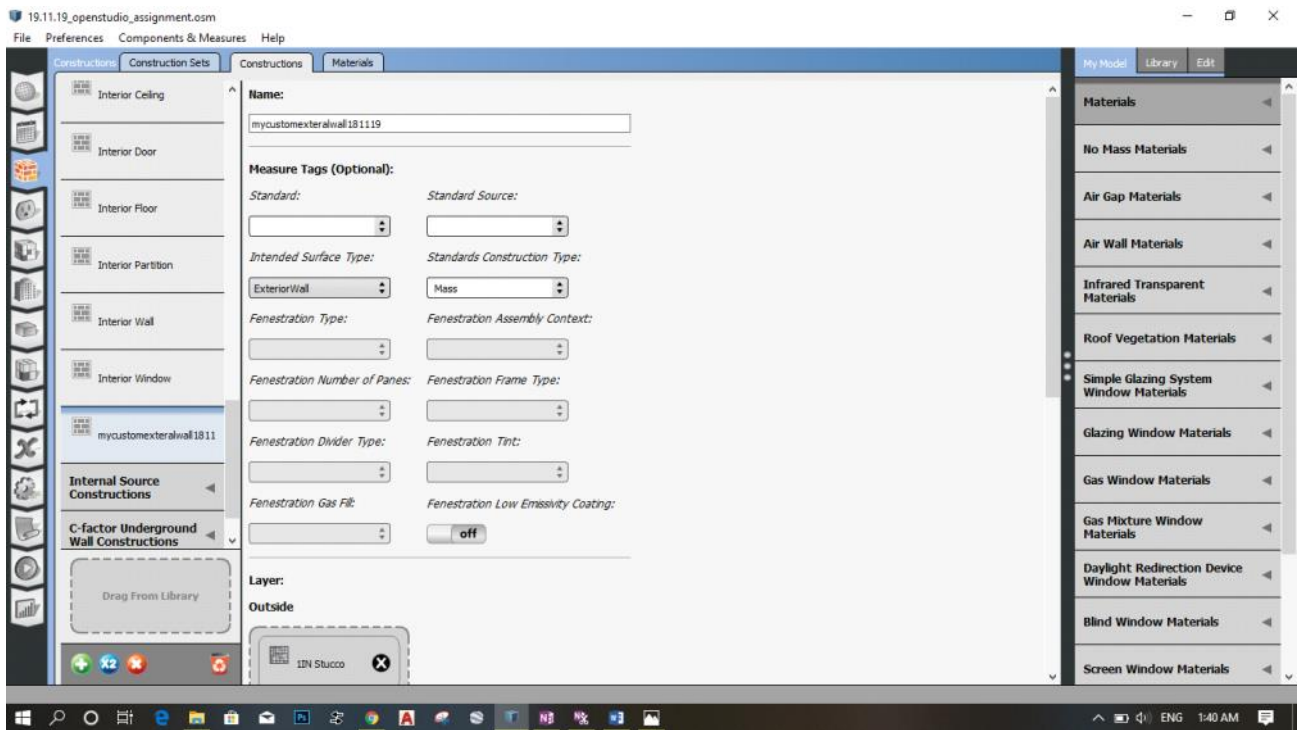 19.11.19_openstudio_assignment.osm
File Preferences Components & Measures Help
Constructions Construction Sets Constructions Materials
My Model Library Edit
Interior Ceiling
Interior Door
Interior Floor
Interior Partition
Interior Wall
Interior Window
mycustomexteralwall1811
Internal Source
Constructions
C-factor Underground
Wall Constructions
Drag From Library
x2
Name:
mycustomexteralwall181119
Measure Tags (Optional):
Standard: Standard Source:
Intended Surface Type: Standards Construction Type:
ExteriorWall Mass
Fenestration Type: Fenestration Assembly Context:
Fenestration Number of Panes: Fenestration Frame Type:
Fenestration Divider Type: Fenestration Tint:
Fenestration Gas Fill: Fenestration Low Emissivity Coating:
off
Layer:
Outside
1IN Stucco
Materials
No Mass Materials
Air Gap Materials
Air Wall Materials
Infrared Transparent
Materials
Roof Vegetation Materials
Simple Glazing System
Window Materials
Glazing Window Materials
Gas Window Materials
Gas Mixture Window
Materials
Daylight Redirection Device
Window Materials
Blind Window Materials
Screen Window Materials
ENG 1:40 AM